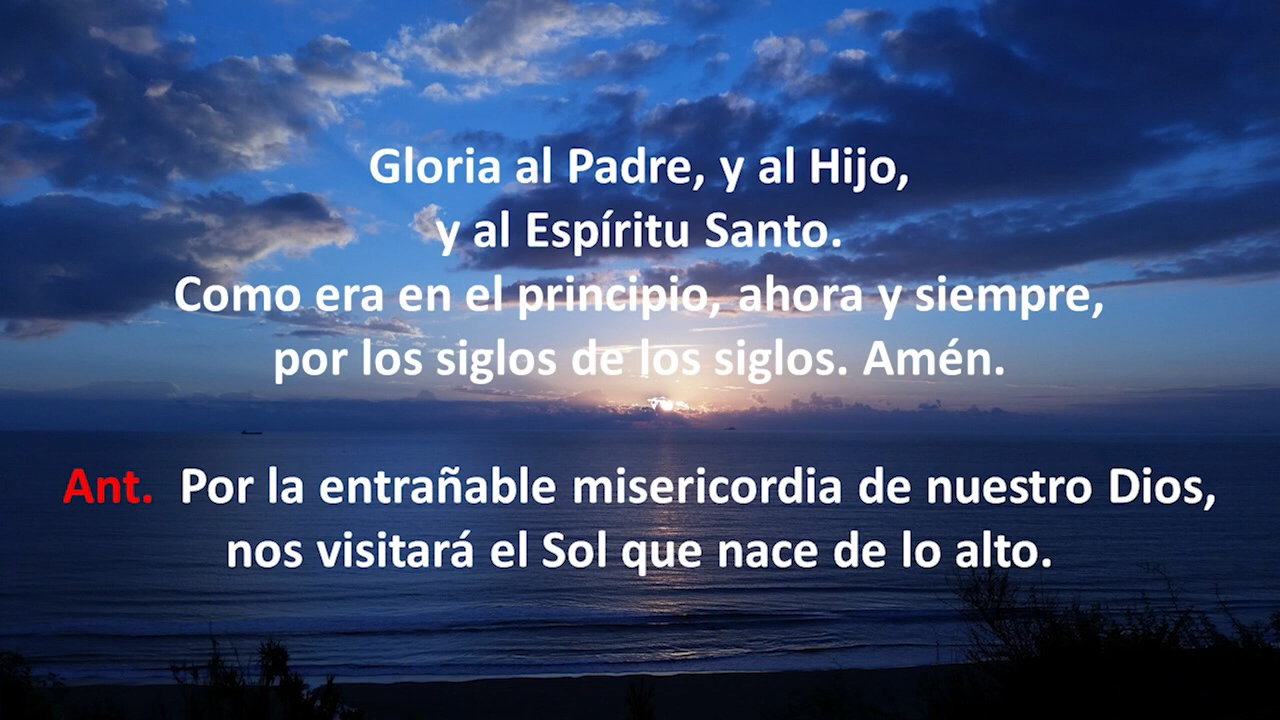 Gloria al Padre, y al Hijo,
y al Espíritu Santo.
Como era en el principio, ahora y siempre,
por los siglos de los siglos. Amén.
Ant. Por la entrañable misericordia de nuestro Dios,
nos visitará el Sol que nace de lo alto.